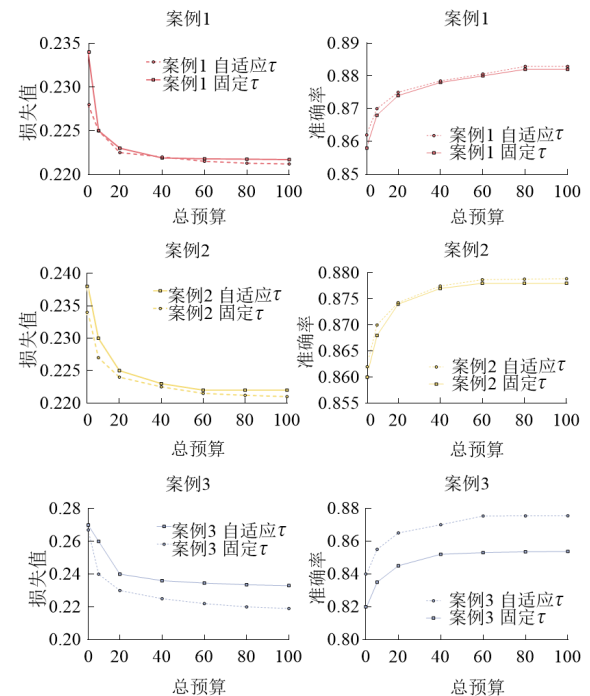 案例1
0.235
0.230
0.225
0.220
损失值
案例1 自适应τ
案例1 固定τ
0 20 40 60 80 100
总预算
案例1
0.89
0.88
0.87
0.86
0.85
准确率
案例1 自适应τ
案例1 固定τ
0 20 40 60 80 100
总预算
案例2
0.240
0.235
0.230
0.225
0.220
损失值
案例2 自适应τ
案例2 固定τ
0 20 40 60 80 100
总预算
案例2
0.880
0.875
0.870
0.865
0.860
0.855
准确率
案例2 自适应τ
案例2 固定τ
0 20 40 60 80 100
总预算
案例3
0.28
0.26
0.24
0.22
0.20
损失值
案例3 自适应τ
案例3 固定τ
0 20 40 60 80 100
总预算
案例3
0.88
0.86
0.84
0.82
0.80
准确率
案例3 自适应τ
案例3 固定τ
0 20 40 60 80 100
总预算